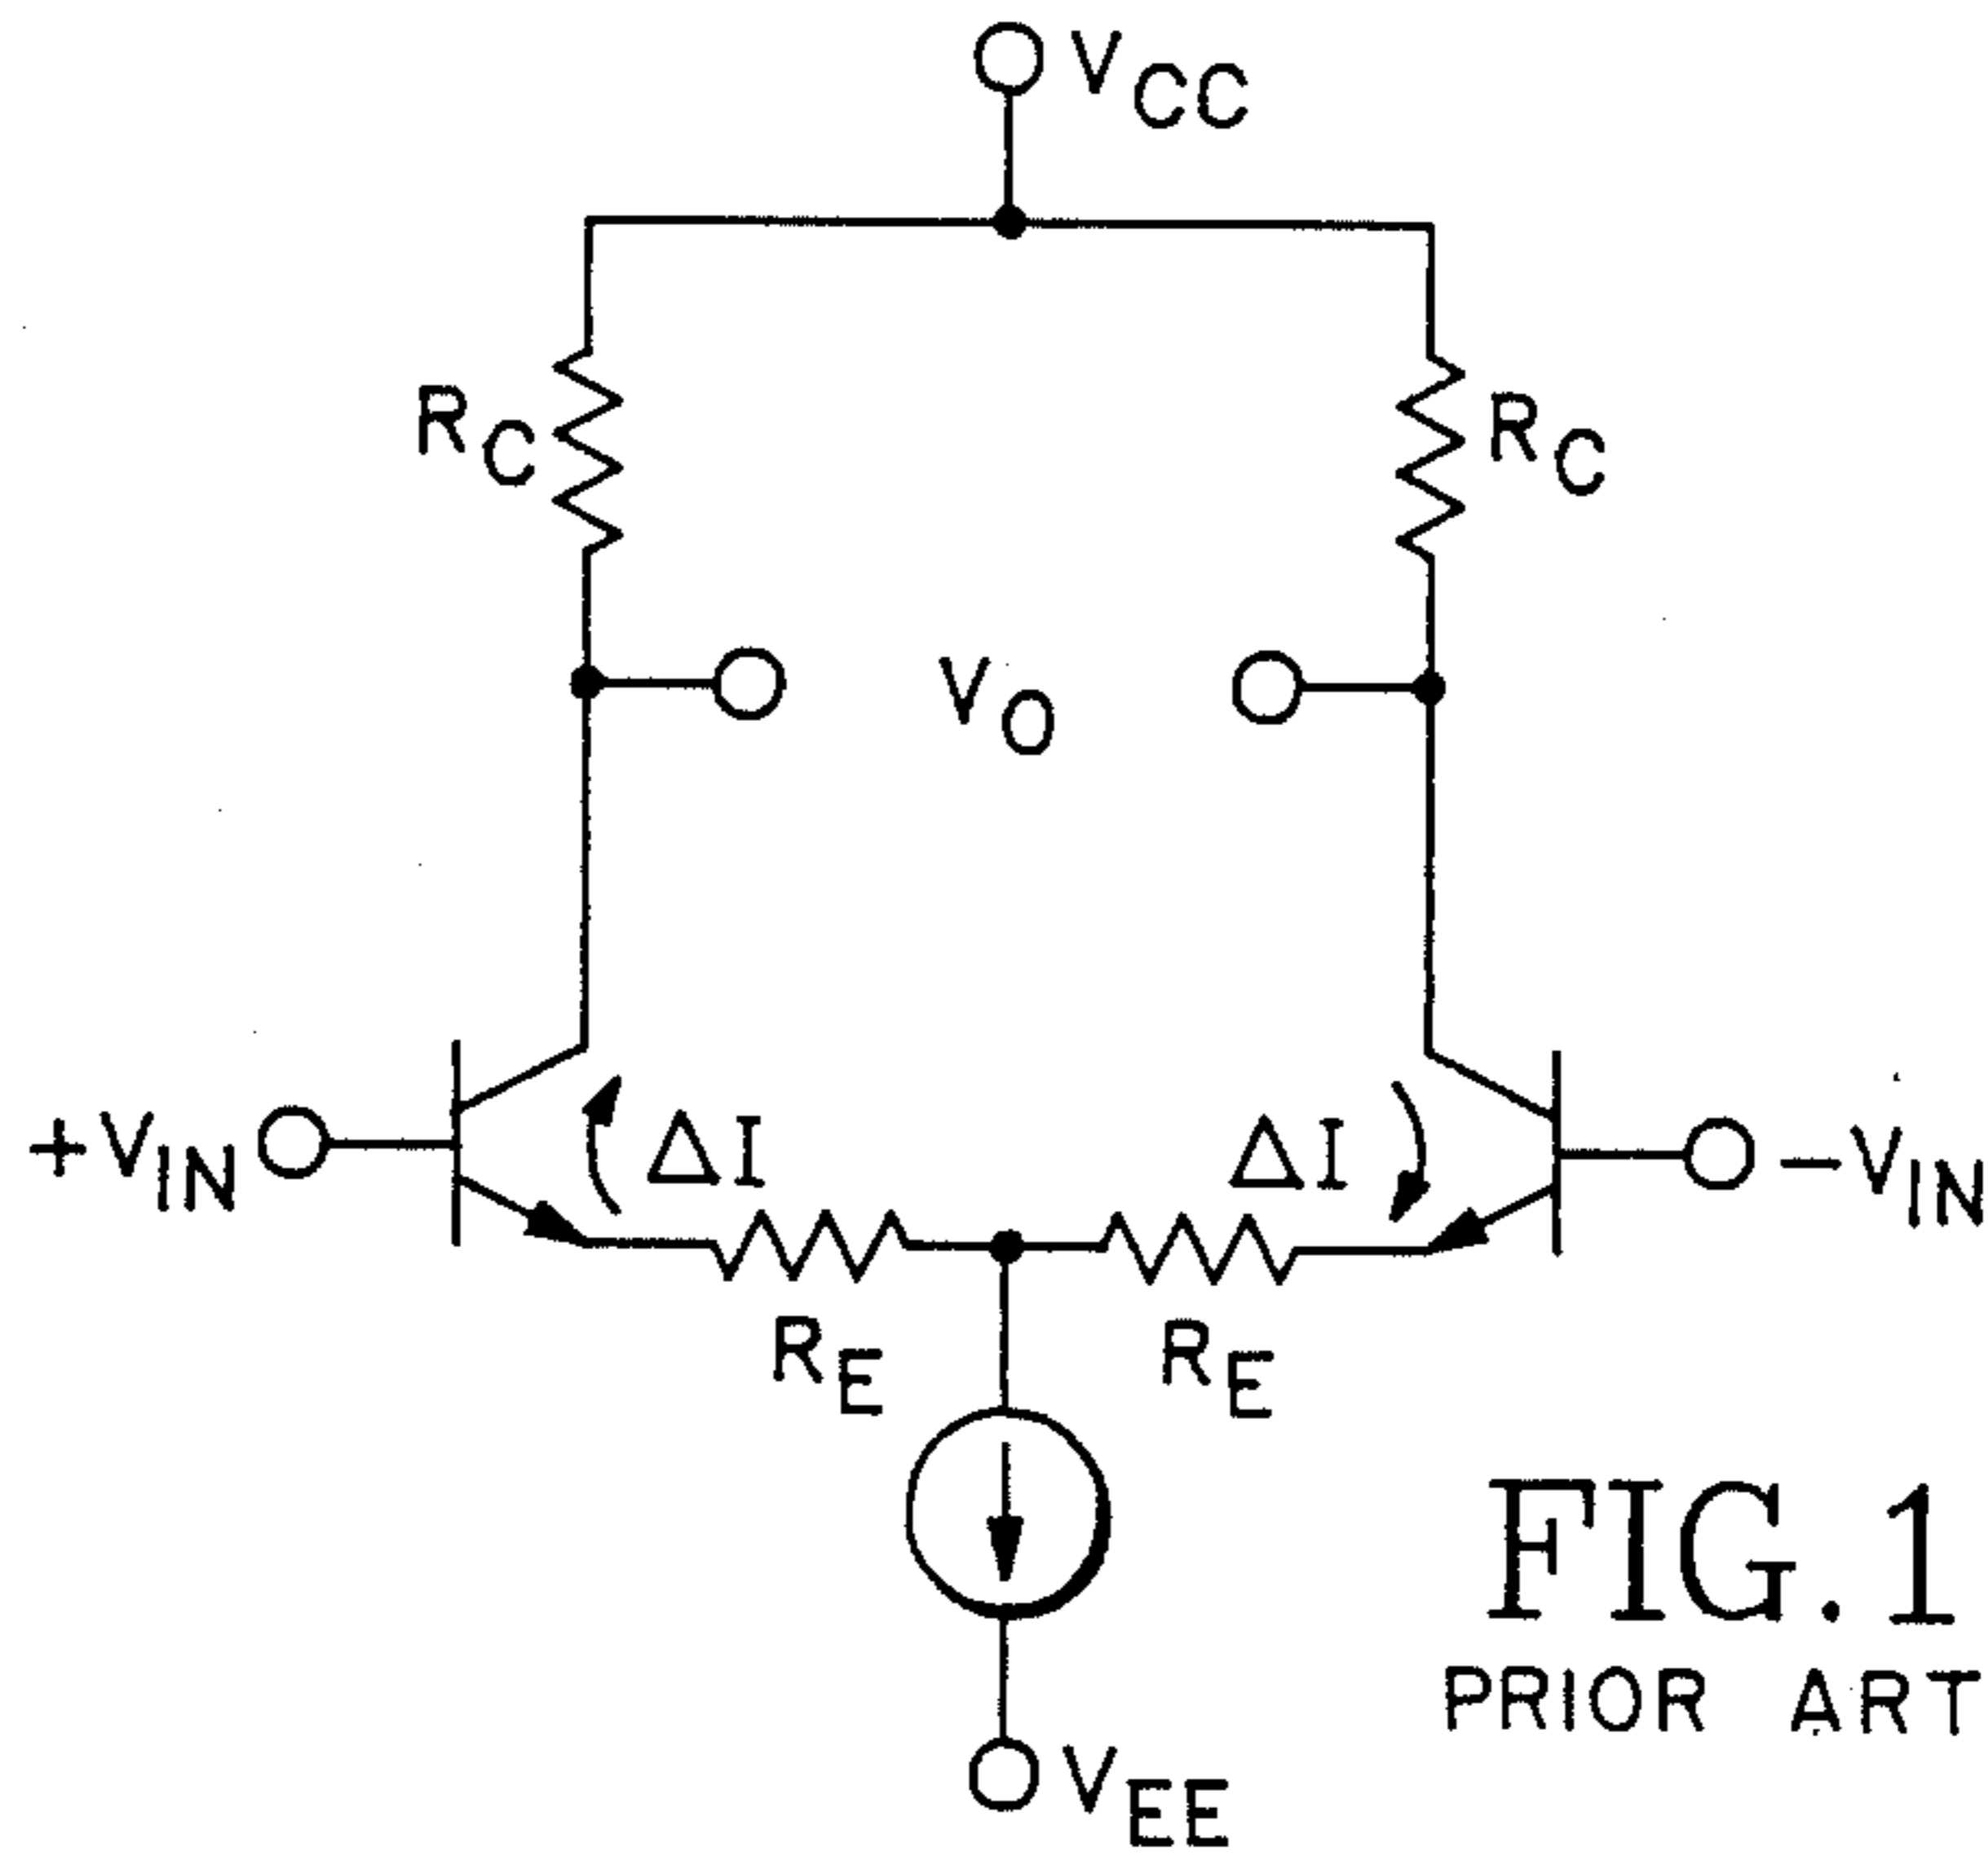 VCC
RC RC
VO
+VIN ΔI ΔI -VIN
RE RE
FIG.1
PRIOR ART
VEE